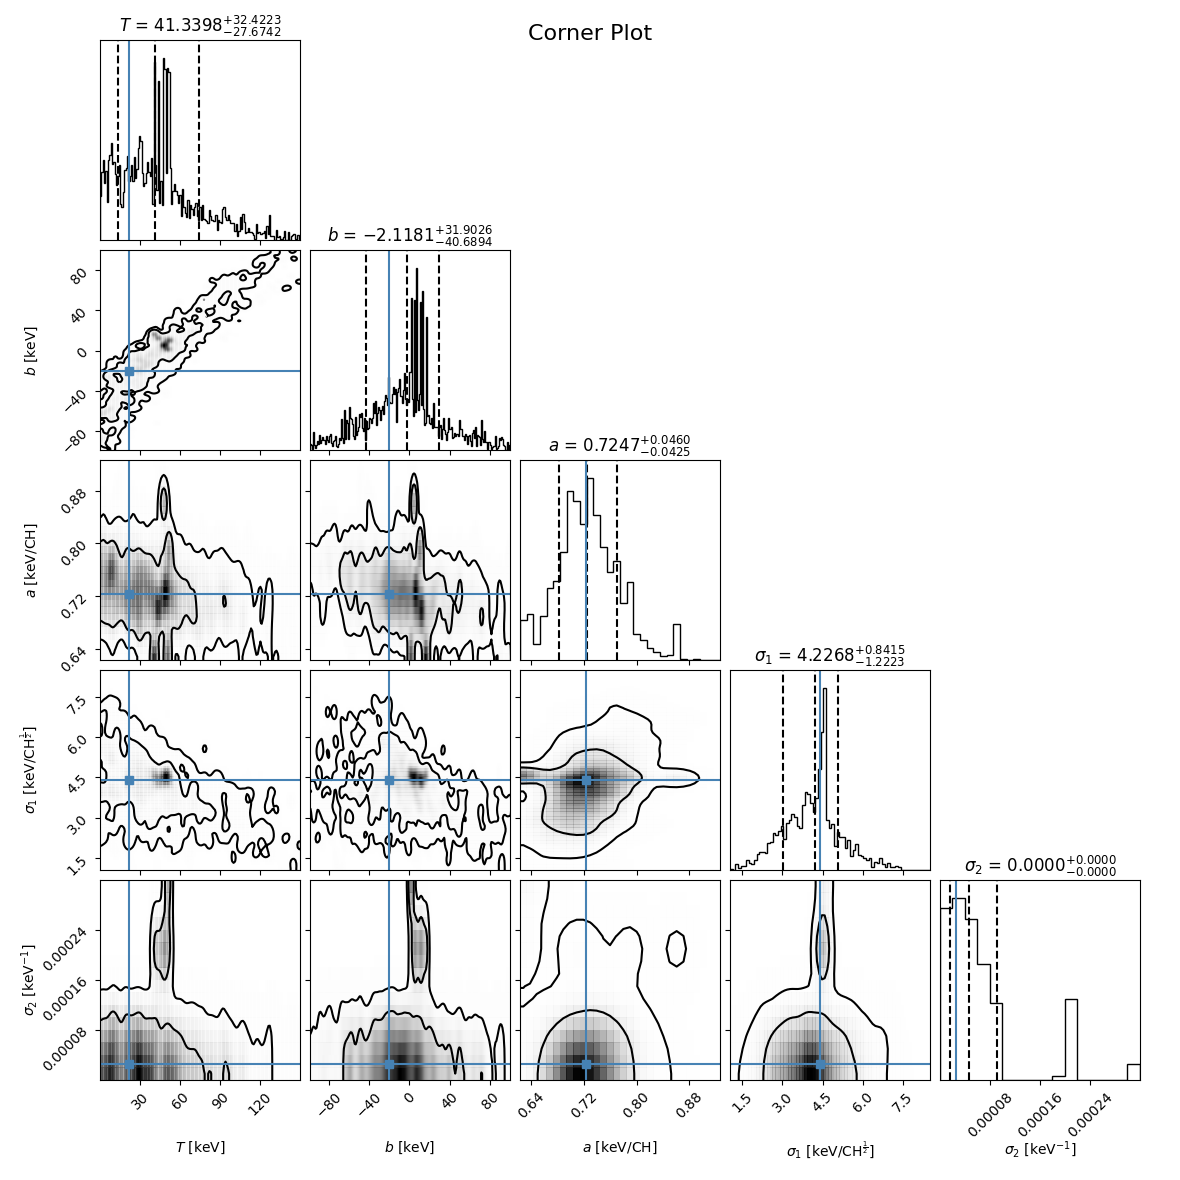 Corner Plot
T = 41.3398 +32.4223 −27.6742
b = −2.1181 +31.9026 −40.6894
80
40
0
−40
−80
b [keV]
a = 0.7247 +0.0460 −0.0425
0.88
0.80
0.72
0.64
a [keV/CH]
σ₁ = 4.2268 +0.8415 −1.2223
7.5
6.0
4.5
3.0
1.5
σ₁ [keV/CH^½]
σ₂ = 0.0000 +0.0000 −0.0000
0.00024
0.00016
0.00008
σ₂ [keV⁻¹]
30 60 90 120
−80 −40 0 40 80
0.64 0.72 0.80 0.88
1.5 3.0 4.5 6.0 7.5
0.00008 0.00016 0.00024
T [keV]
b [keV]
a [keV/CH]
σ₁ [keV/CH^½]
σ₂ [keV⁻¹]